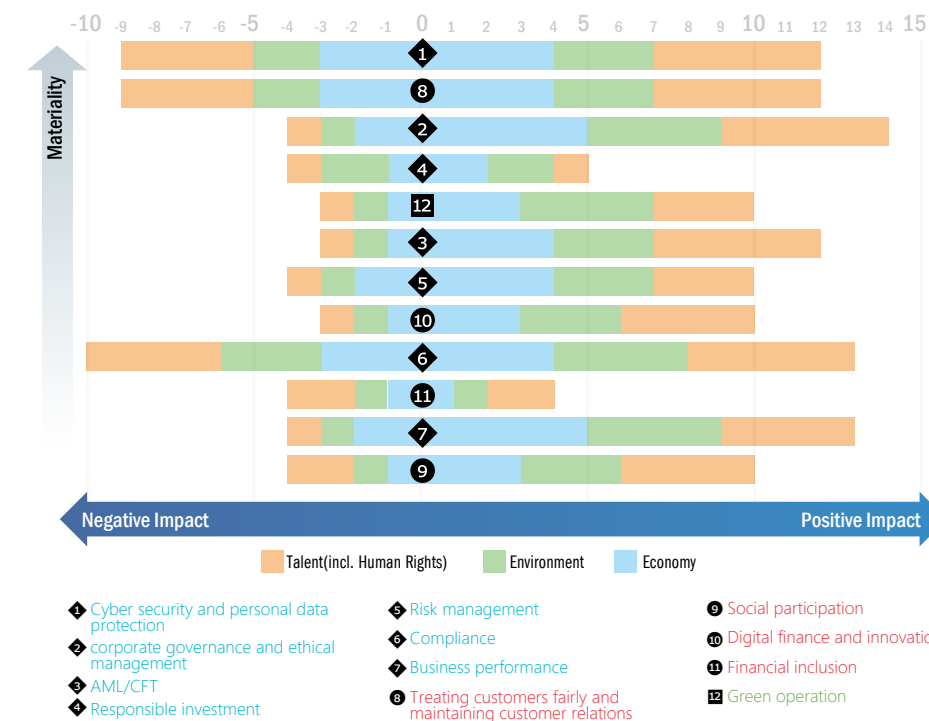 -10 -9 -8 -7 -6 -5 -4 -3 -2 -1 0 1 2 3 4 5 6 7 8 9 10 11 12 13 14 15
Materiality
1
8
2
4
12
3
5
10
6
11
7
9
Negative Impact Positive Impact
Talent(incl. Human Rights) Environment Economy
1 Cyber security and personal data
protection
2 corporate governance and ethical
management
3 AML/CFT
4 Responsible investment
5 Risk management
6 Compliance
7 Business performance
8 Treating customers fairly and
maintaining customer relations
9 Social participation
10 Digital finance and innovatio
11 Financial inclusion
12 Green operation